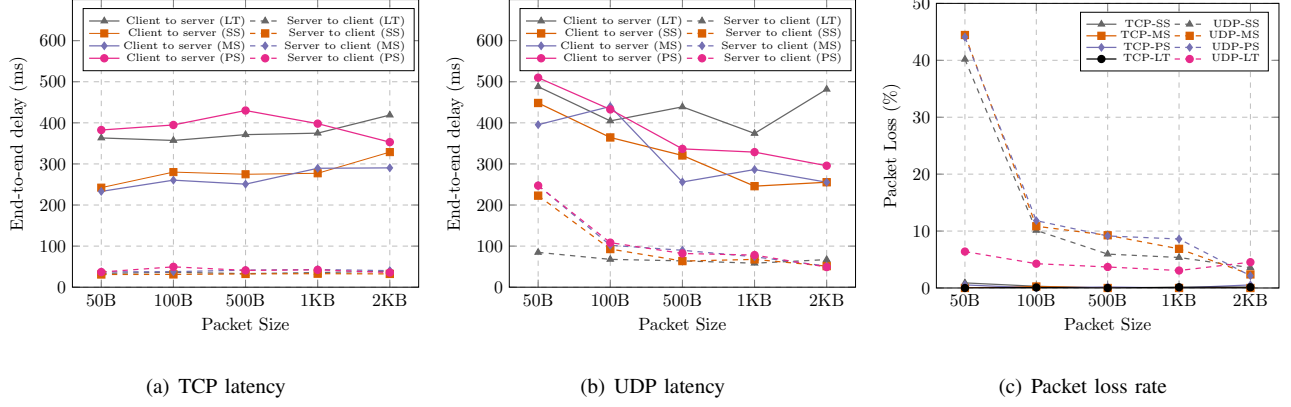 Client to server (LT) Server to client (LT)
Client to server (SS) Server to client (SS)
Client to server (MS) Server to client (MS)
Client to server (PS) Server to client (PS)
600
500
400
300
200
100
0
End-to-end delay (ms)
50B 100B 500B 1KB 2KB
Packet Size
(a) TCP latency
Client to server (LT) Server to client (LT)
Client to server (SS) Server to client (SS)
Client to server (MS) Server to client (MS)
Client to server (PS) Server to client (PS)
600
500
400
300
200
100
0
End-to-end delay (ms)
50B 100B 500B 1KB 2KB
Packet Size
(b) UDP latency
TCP-SS UDP-SS
TCP-MS UDP-MS
TCP-PS UDP-PS
TCP-LT UDP-LT
50
40
30
20
10
0
Packet Loss (%)
50B 100B 500B 1KB 2KB
Packet Size
(c) Packet loss rate